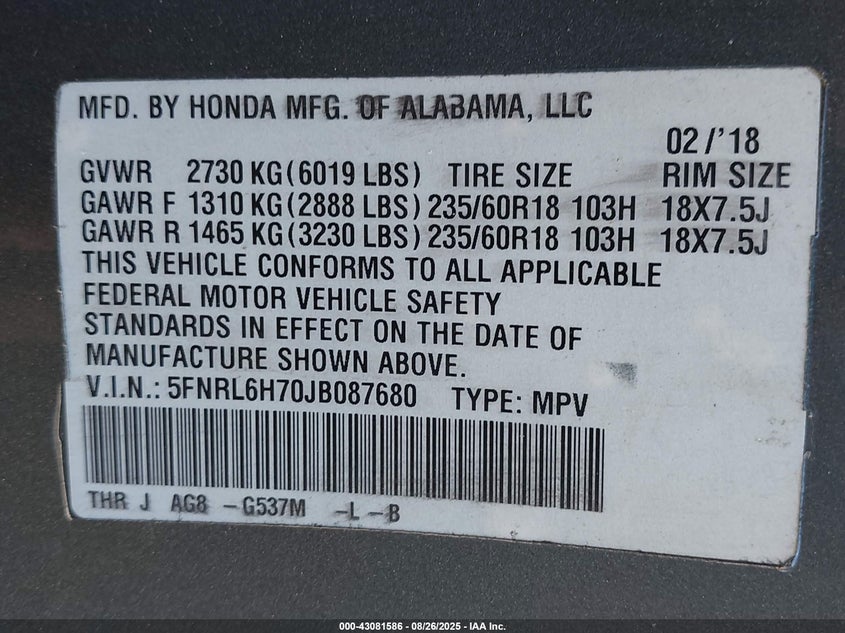 MFD. BY HONDA MFG. OF ALABAMA, LLC
02/'18
GVWR 2730 KG(6019 LBS) TIRE SIZE RIM SIZE
GAWR F 1310 KG(2888 LBS) 235/60R18 103H 18X7.5J
GAWR R 1465 KG(3230 LBS) 235/60R18 103H 18X7.5J
THIS VEHICLE CONFORMS TO ALL APPLICABLE
FEDERAL MOTOR VEHICLE SAFETY
STANDARDS IN EFFECT ON THE DATE OF
MANUFACTURE SHOWN ABOVE.
V.I.N.: 5FNRL6H70JB087680 TYPE: MPV
THR J AG8 -G537M -L -B
000-43081586 - 08/26/2025 - IAA Inc.